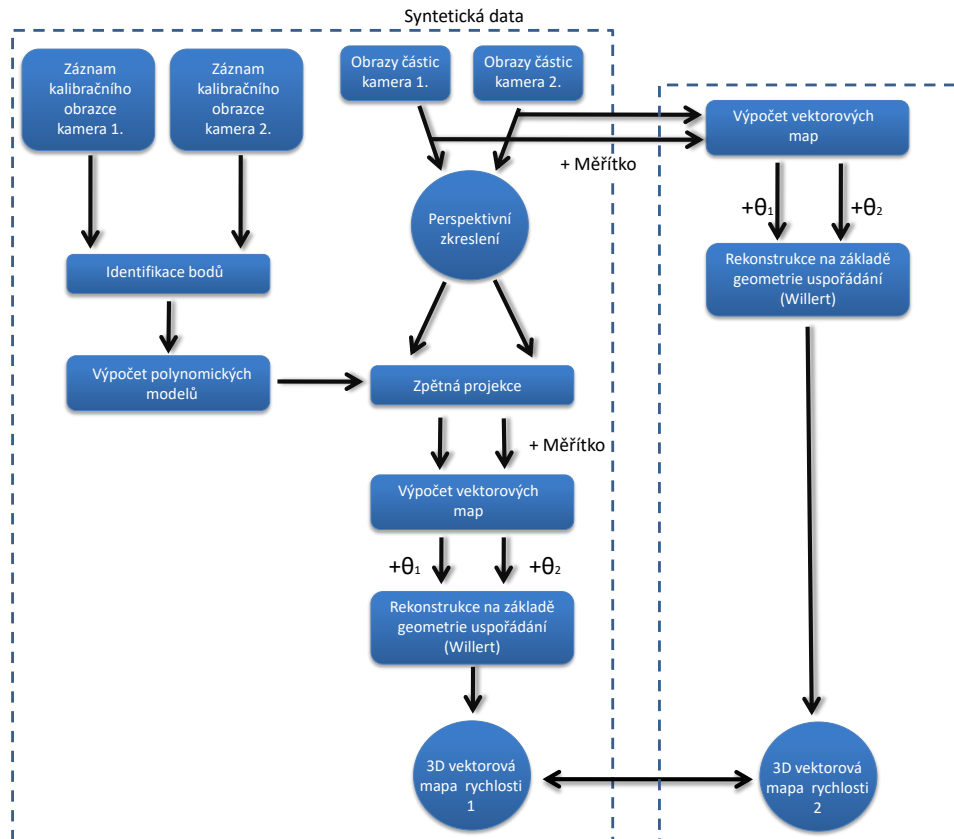 Syntetická data
Záznam
kalibračního
obrazce
kamera 1.
Záznam
kalibračního
obrazce
kamera 2.
Obrazy částic
kamera 1.
Obrazy částic
kamera 2.
Výpočet vektorových
map
+ Měřítko
Perspektivní
zkreslení
+θ1
+θ2
Identifikace bodů
Rekonstrukce na základě
geometrie uspořádání
(Willert)
Výpočet polynomických
modelů
Zpětná projekce
+ Měřítko
Výpočet vektorových
map
+θ1
+θ2
Rekonstrukce na základě
geometrie uspořádání
(Willert)
3D vektorová
mapa rychlosti
1
3D vektorová
mapa rychlosti
2